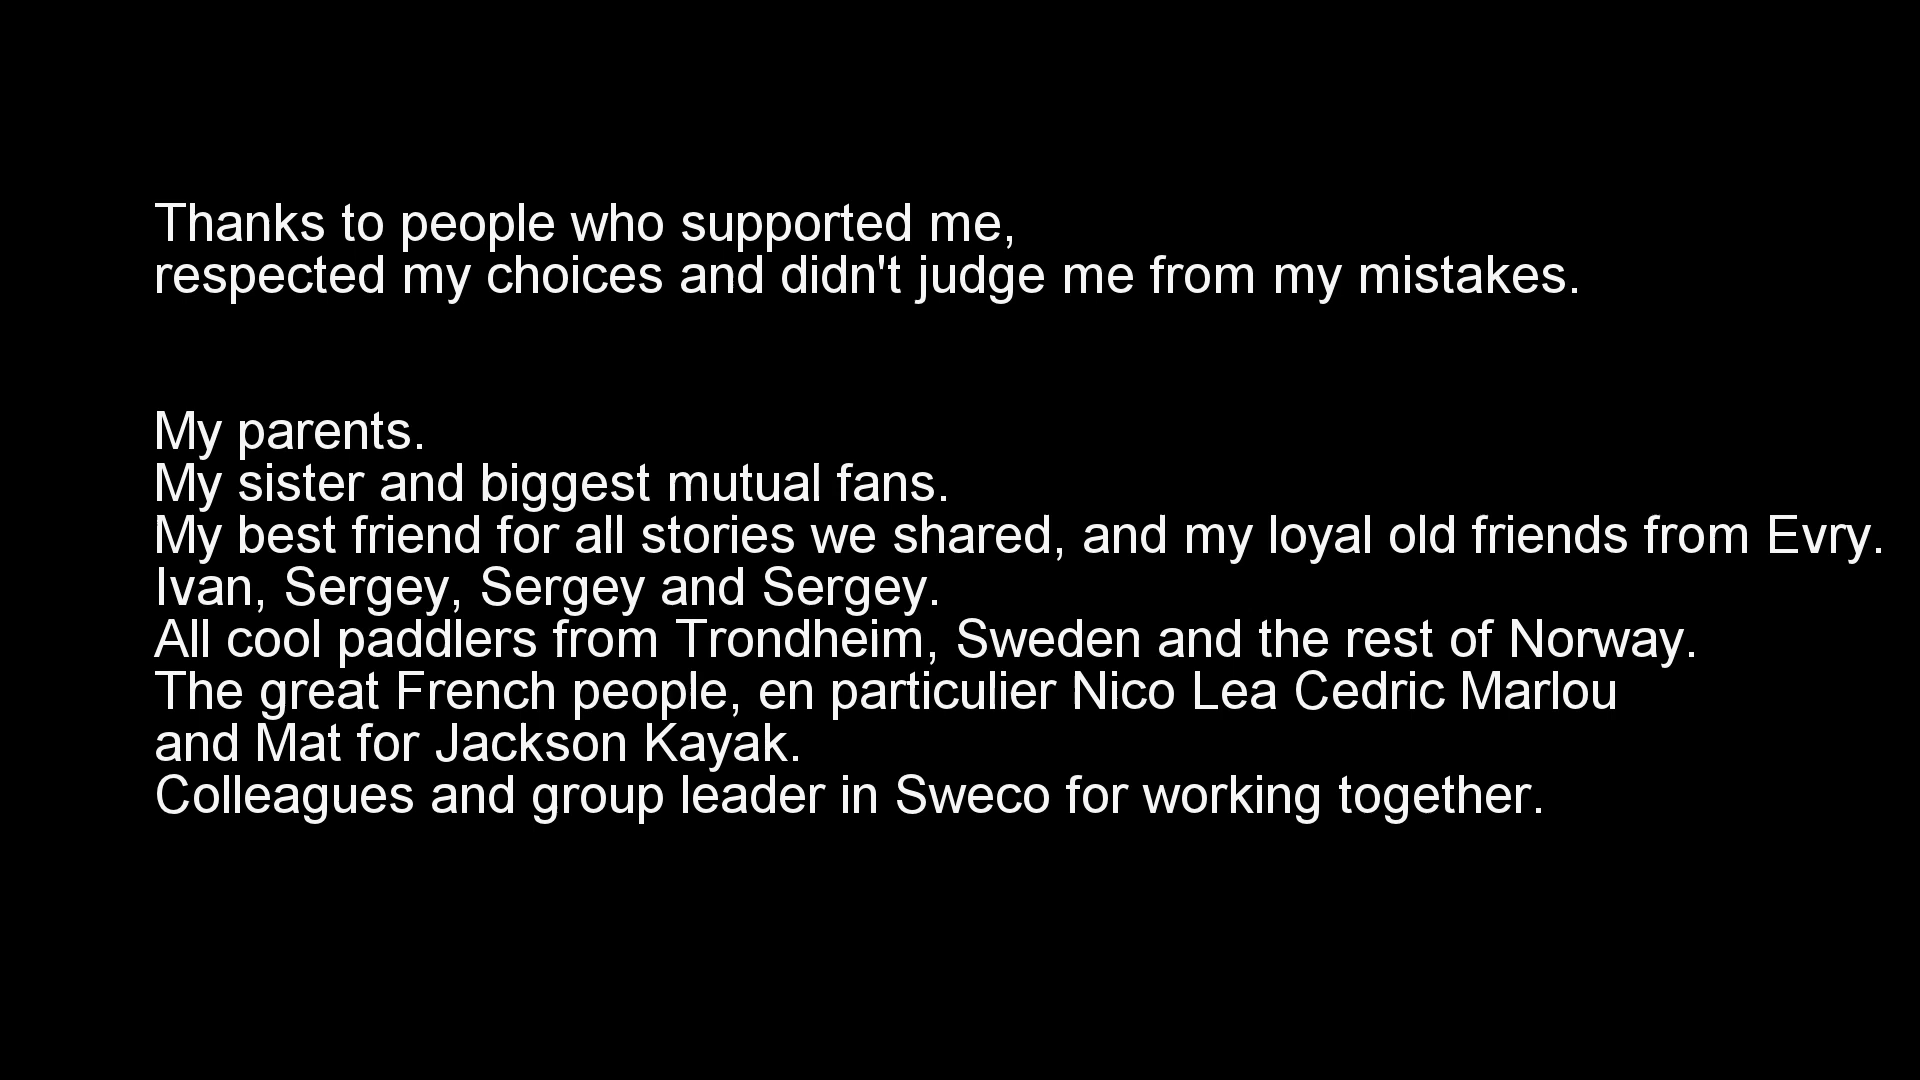 Thanks to people who supported me,
respected my choices and didn't judge me from my mistakes.
My parents.
My sister and biggest mutual fans.
My best friend for all stories we shared, and my loyal old friends from Evry.
Ivan, Sergey, Sergey and Sergey.
All cool paddlers from Trondheim, Sweden and the rest of Norway.
The great French people, en particulier Nico Lea Cedric Marlou
and Mat for Jackson Kayak.
Colleagues and group leader in Sweco for working together.